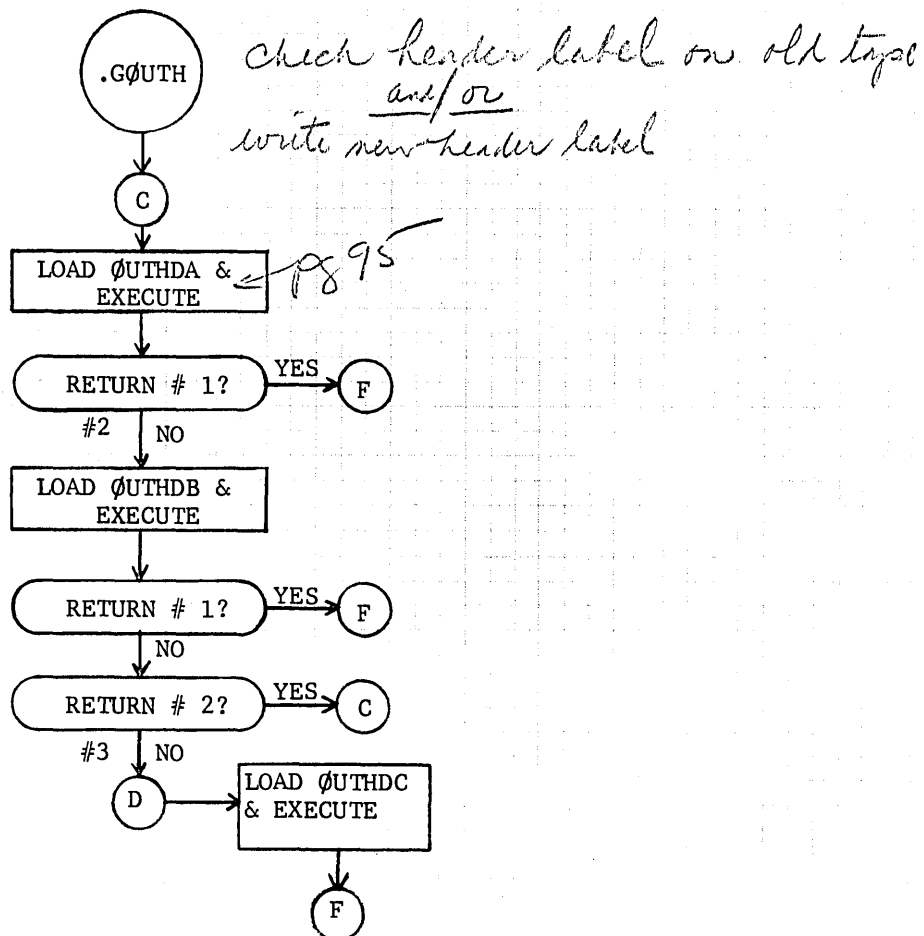 .GØUTH
check header label on old tape
and/or
write new header label
C
LOAD ØUTHDA &
EXECUTE
pg 95
RETURN # 1?
YES
F
#2
NO
LOAD ØUTHDB &
EXECUTE
RETURN # 1?
YES
F
NO
RETURN # 2?
YES
C
#3
NO
D
LOAD ØUTHDC
& EXECUTE
F